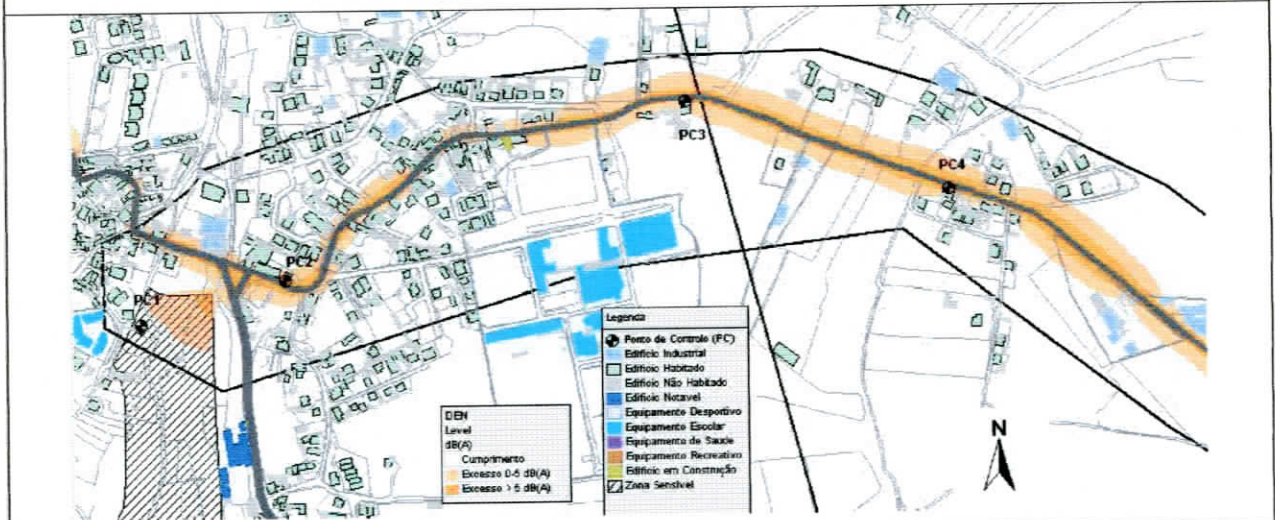 PC3
PC4
PC2
PC1
Legenda
Ponto de Controlo (PC)
Edifício Industrial
Edifício Habitado
Edifício Não Habitado
Edifício Notavel
Equipamento Desportivo
Equipamento Escolar
Equipamento de Saude
Equipamento Recreativo
Edifício em Construção
Zona Sensível
DEN
Level
dB(A)
Cumprimento
Excesso 0-5 dB(A)
Excesso > 5 dB(A)
N